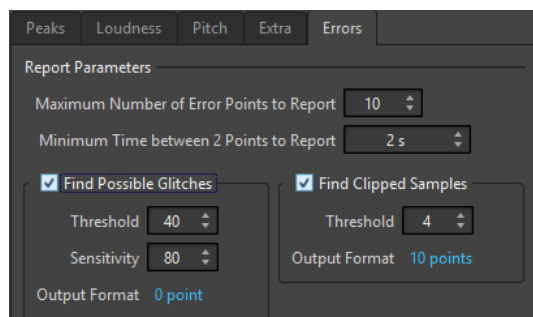 Peaks Loudness Pitch Extra Errors
Report Parameters
Maximum Number of Error Points to Report 10
Minimum Time between 2 Points to Report 2 s
Find Possible Glitches
Threshold 40
Sensitivity 80
Output Format 0 point
Find Clipped Samples
Threshold 4
Output Format 10 points